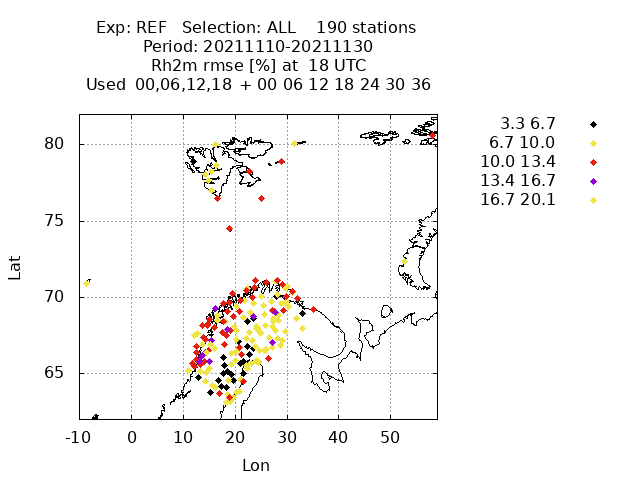 Exp: REF   Selection: ALL    190 stations
Period: 20211110-20211130
Rh2m rmse [%] at  18 UTC
Used  00,06,12,18  + 00 06 12 18 24 30 36
3.3 6.7
6.7 10.0
10.0 13.4
13.4 16.7
16.7 20.1
80
75
70
65
Lat
-10 0 10 20 30 40 50
Lon